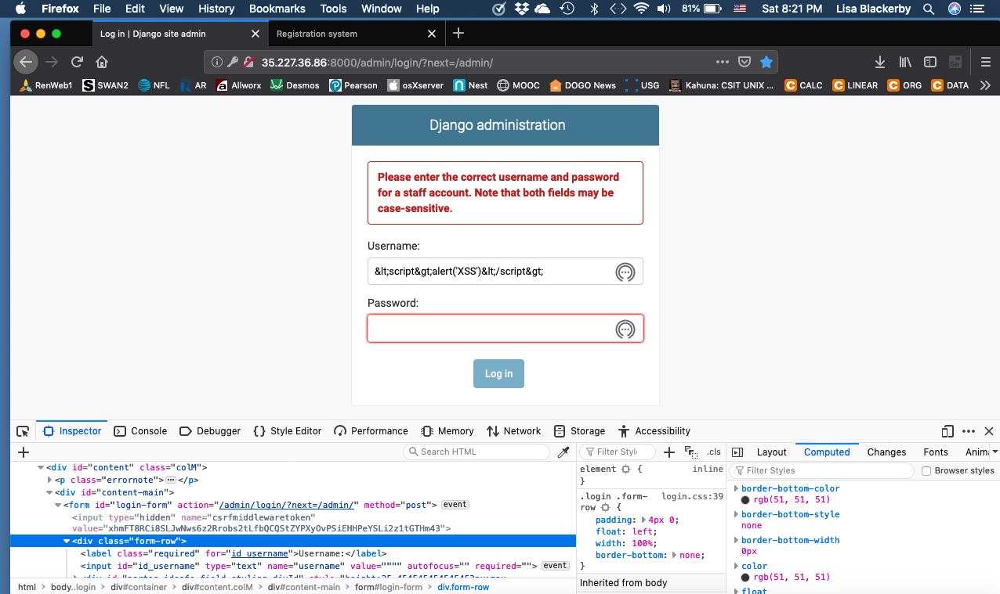 Firefox File Edit View History Bookmarks Tools Window Help 81% Sat 8:21 PM Lisa Blackerby
Log in | Django site admin Registration system
35.227.36.86:8000/admin/login/?next=/admin/
RenWeb1 SWAN2 NFL AR Allworx Desmos Pearson osXserver Nest MOOC DOGO News USG Kahuna: CSIT UNIX ... CALC LINEAR ORG DATA
Django administration
Please enter the correct username and password
for a staff account. Note that both fields may be
case-sensitive.
Username:
&lt;script&gt;alert('XSS')&lt;/script&gt;
Password:
Log in
Inspector Console Debugger Style Editor Performance Memory Network Storage Accessibility
Search HTML
<div id="content" class="colM">
<p class="errornote"> </p>
<div id="content-main">
<form id="login-form" action="/admin/login/?next=/admin/" method="post"> event
<input type="hidden" name="csrfmiddlewaretoken"
value="xhmFT8RCi8SLJwNws6z2Rrobs2tLfbQCQStZYPXyOvPSiEHHPeYSLi2z1tGTHm43">
<div class="form-row">
<label class="required" for="id_username">Username:</label>
<input id="id_username" type="text" name="username" value="""" autofocus="" required=""> event
html body..login div#container div#content.colM div#content-main form#login-form div.form-row
Filter Style .cls
element { inline
}
.login .form- login.css:39
row {
padding: 4px 0;
float: left;
width: 100%;
border-bottom: none;
}
Inherited from body
Layout Computed Changes Fonts Anim
Filter Styles Browser styles
border-bottom-color
rgb(51, 51, 51)
border-bottom-style
none
border-bottom-width
0px
color
rgb(51, 51, 51)
float